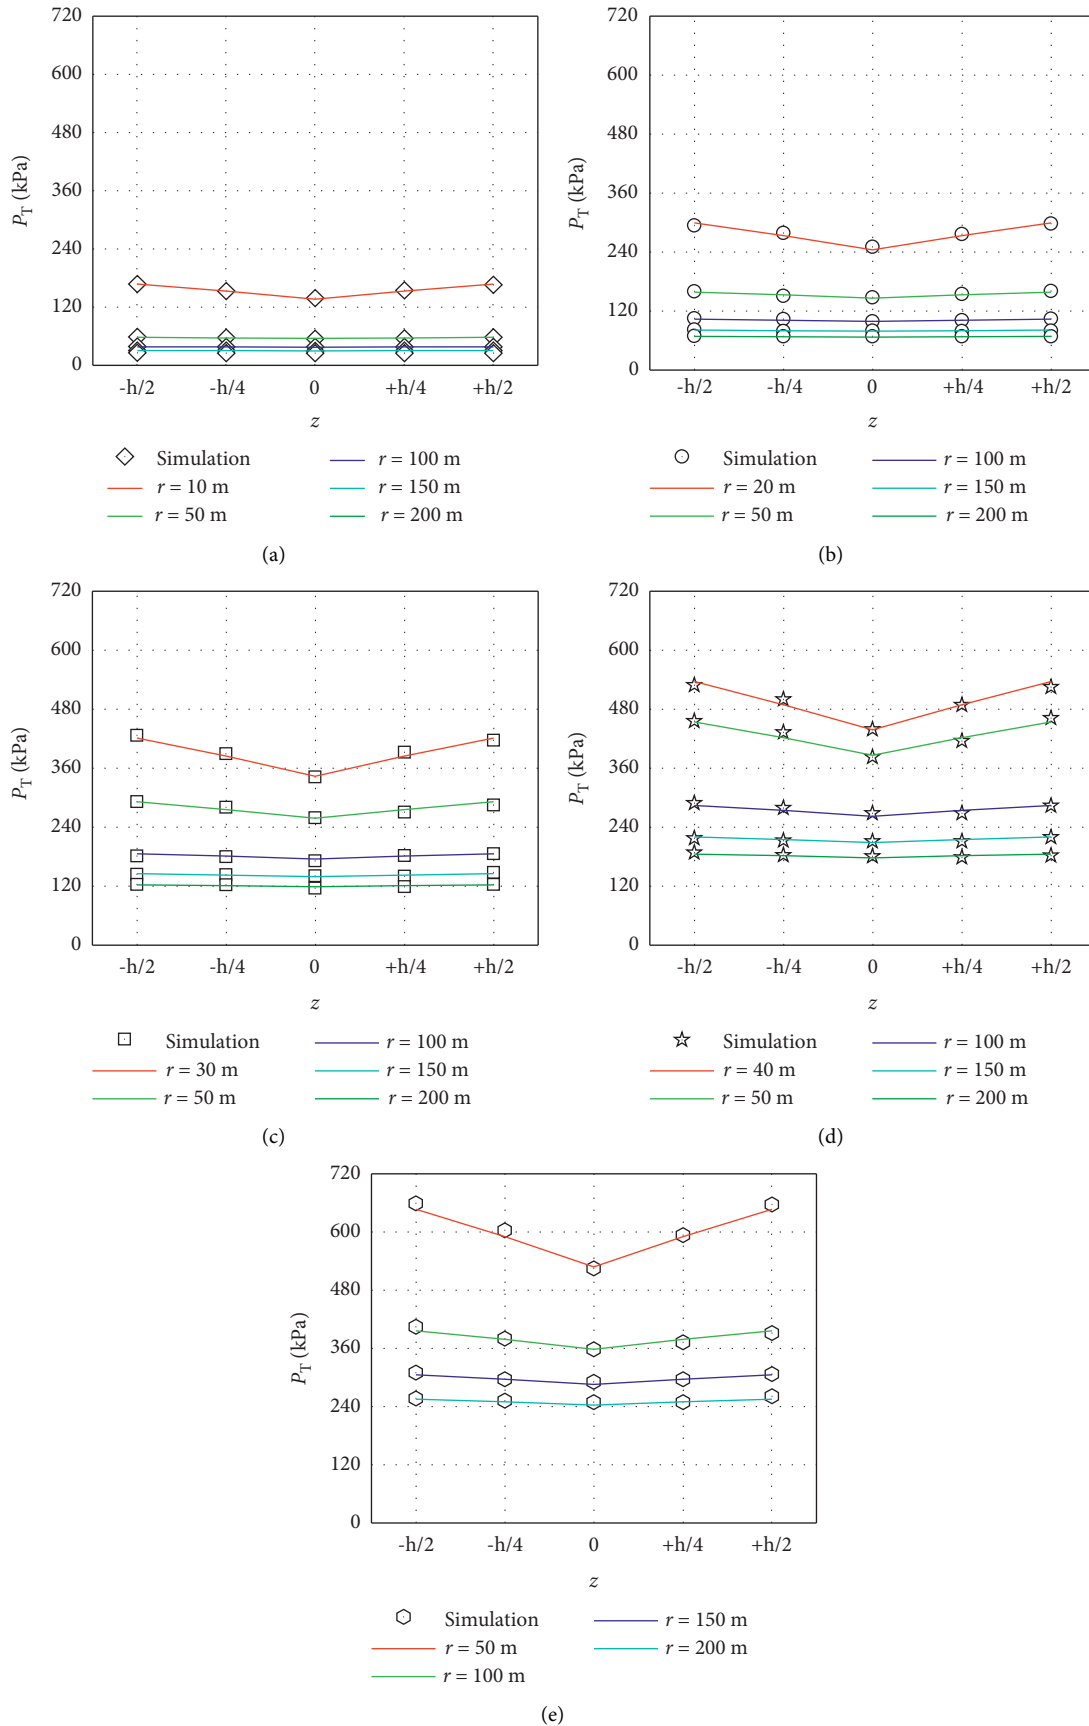 720
600
480
360
240
120
0
P_T (kPa)
-h/2 -h/4 0 +h/4 +h/2
z
Simulation
r = 10 m
r = 50 m
r = 100 m
r = 150 m
r = 200 m
(a)
720
600
480
360
240
120
0
P_T (kPa)
-h/2 -h/4 0 +h/4 +h/2
z
Simulation
r = 20 m
r = 50 m
r = 100 m
r = 150 m
r = 200 m
(b)
720
600
480
360
240
120
0
P_T (kPa)
-h/2 -h/4 0 +h/4 +h/2
z
Simulation
r = 30 m
r = 50 m
r = 100 m
r = 150 m
r = 200 m
(c)
720
600
480
360
240
120
0
P_T (kPa)
-h/2 -h/4 0 +h/4 +h/2
z
Simulation
r = 40 m
r = 50 m
r = 100 m
r = 150 m
r = 200 m
(d)
720
600
480
360
240
120
0
P_T (kPa)
-h/2 -h/4 0 +h/4 +h/2
z
Simulation
r = 50 m
r = 100 m
r = 150 m
r = 200 m
(e)